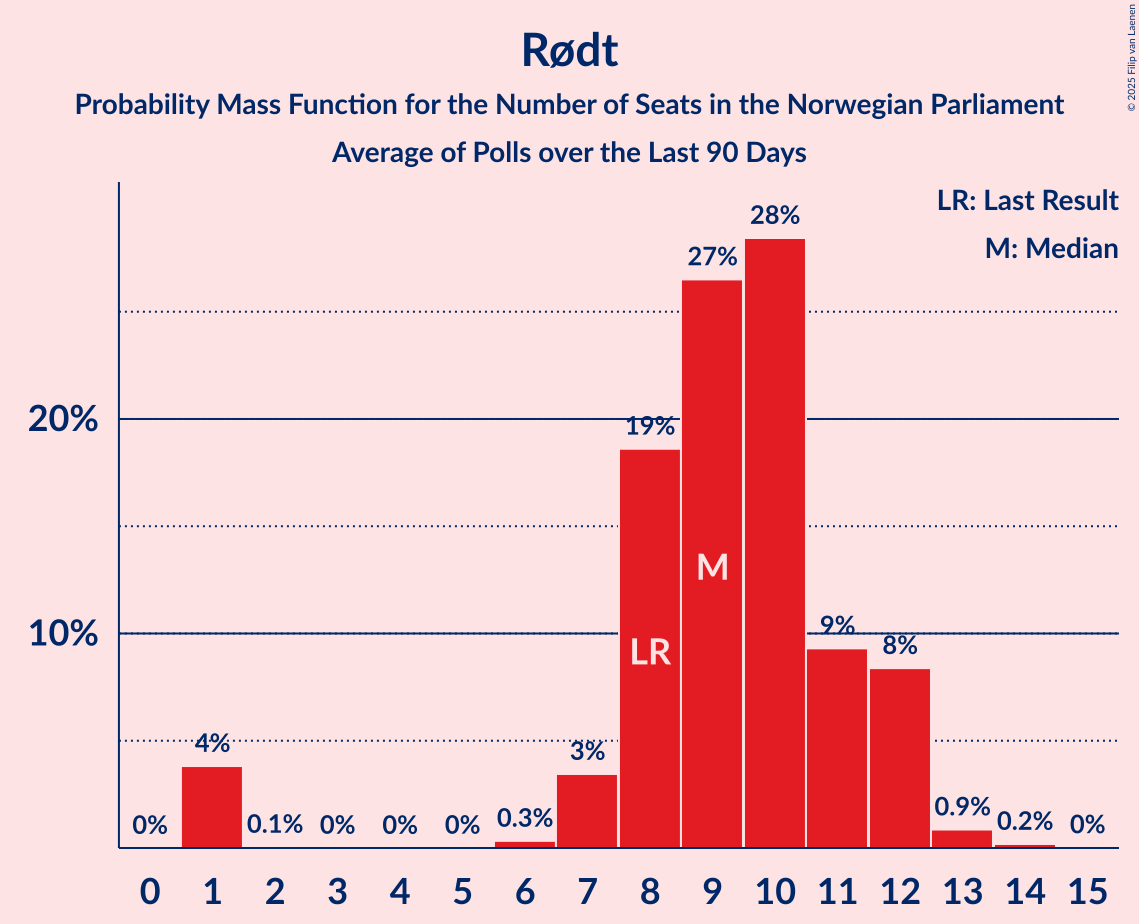 Rødt
Probability Mass Function for the Number of Seats in the Norwegian Parliament
Average of Polls over the Last 90 Days
© 2025 Filip van Laenen
LR: Last Result
M: Median
20%
10%
0%
4%
0.1%
0%
0%
0%
0.3%
3%
19%
27%
28%
9%
8%
0.9%
0.2%
0%
LR
M
0 1 2 3 4 5 6 7 8 9 10 11 12 13 14 15